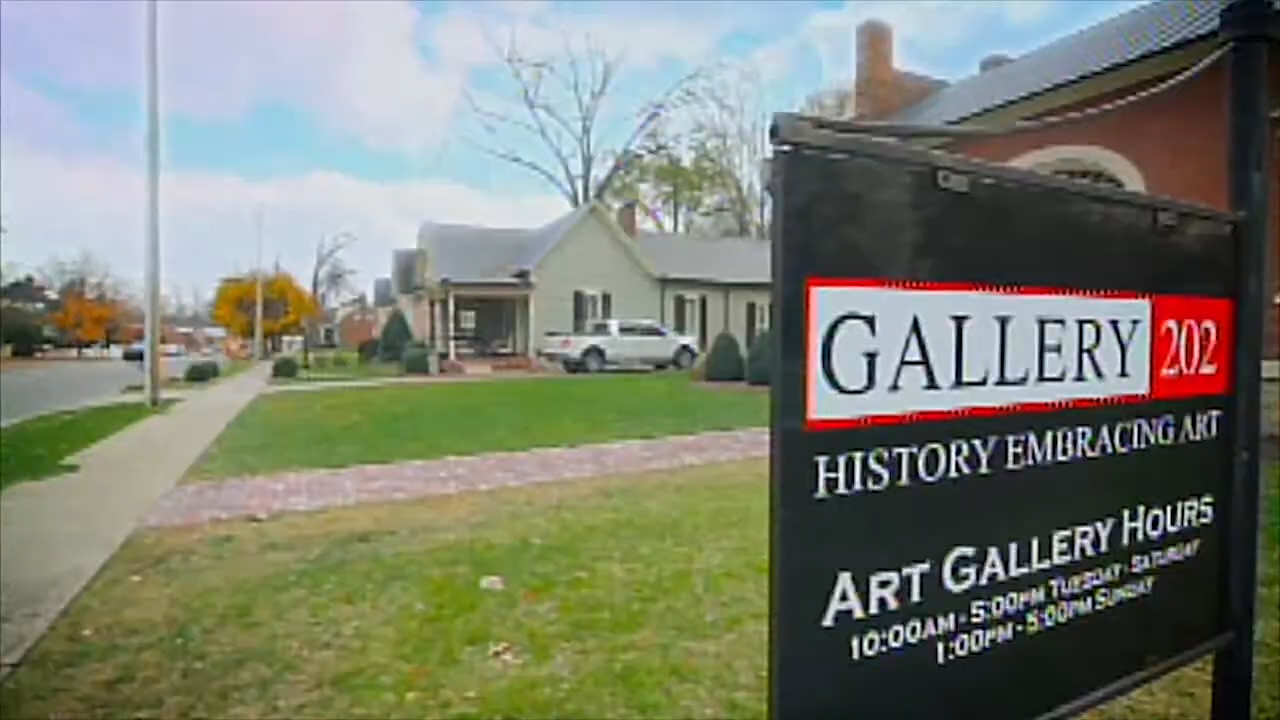 GALLERY 202
HISTORY EMBRACING ART
ART GALLERY HOURS
10:00AM - 5:00PM TUESDAY - SATURDAY
1:00PM - 5:00PM SUNDAY